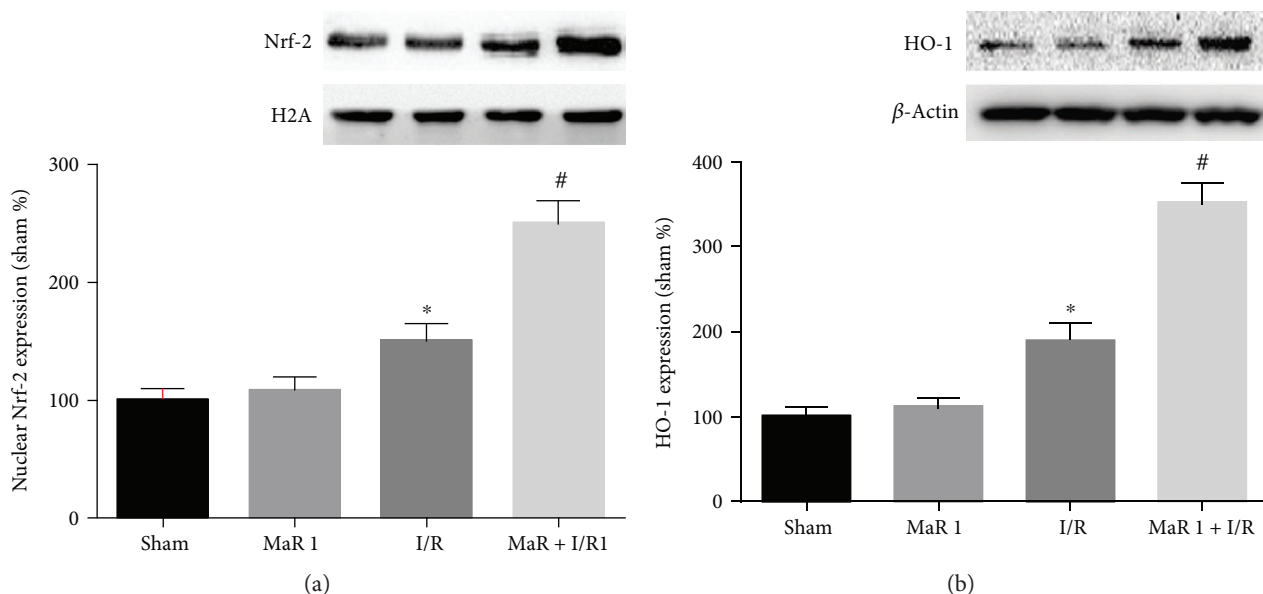 Nrf-2
H2A
Nuclear Nrf-2 expression (sham %)
300
200
100
0
*
#
Sham
MaR 1
I/R
MaR + I/R1
(a)
HO-1
β-Actin
HO-1 expression (sham %)
400
300
200
100
0
*
#
Sham
MaR 1
I/R
MaR 1 + I/R
(b)